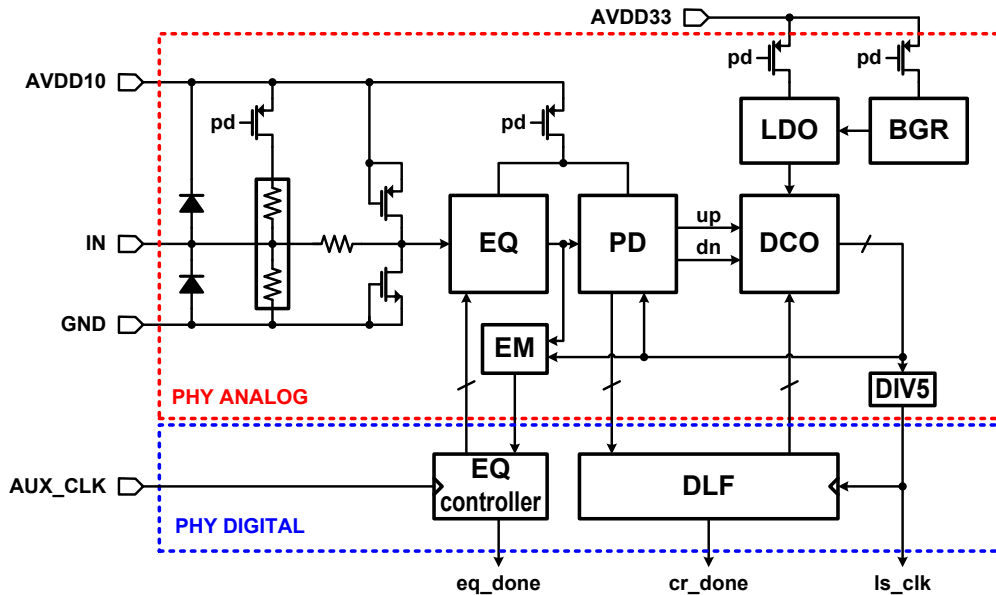 AVDD33
AVDD10
pd
pd
pd
pd
LDO
BGR
IN
EQ
PD
up
dn
DCO
GND
EM
DIV5
PHY ANALOG
AUX_CLK
EQ
controller
DLF
PHY DIGITAL
eq_done
cr_done
ls_clk